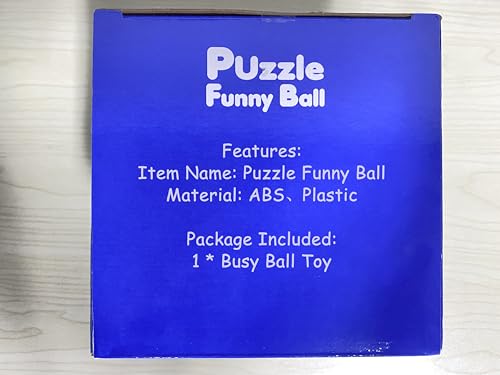 PUzzle
Funny Ball
Features:
Item Name: Puzzle Funny Ball
Material: ABS、Plastic
Package Included:
1 * Busy Ball Toy